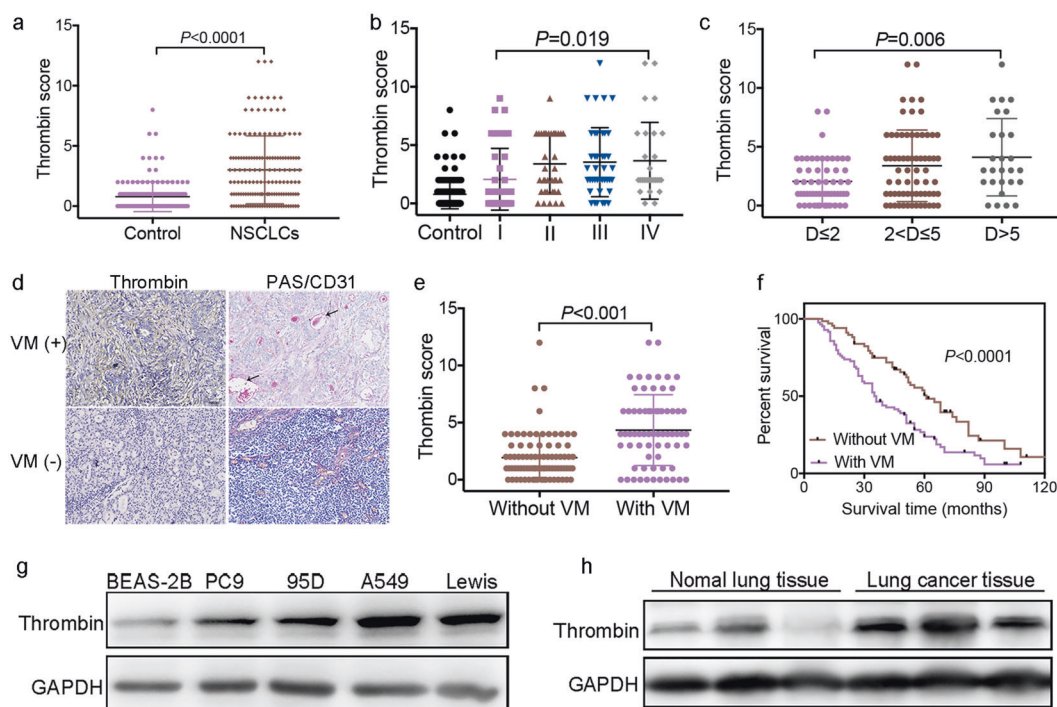 a
P<0.0001
Thrombin score
15
10
5
0
Control NSCLCs
b
P=0.019
Thrombin score
15
10
5
0
Control I II III IV
c
P=0.006
Thrombin score
15
10
5
0
D≤2 2<D≤5 D>5
d
Thrombin PAS/CD31
VM (+)
VM (-)
e
P<0.001
Thombin score
15
10
5
0
Without VM With VM
f
P<0.0001
Percent survival
100
50
0
Without VM
With VM
0 30 60 90 120
Survival time (months)
g
BEAS-2B PC9 95D A549 Lewis
Thrombin
GAPDH
h
Nomal lung tissue Lung cancer tissue
Thrombin
GAPDH